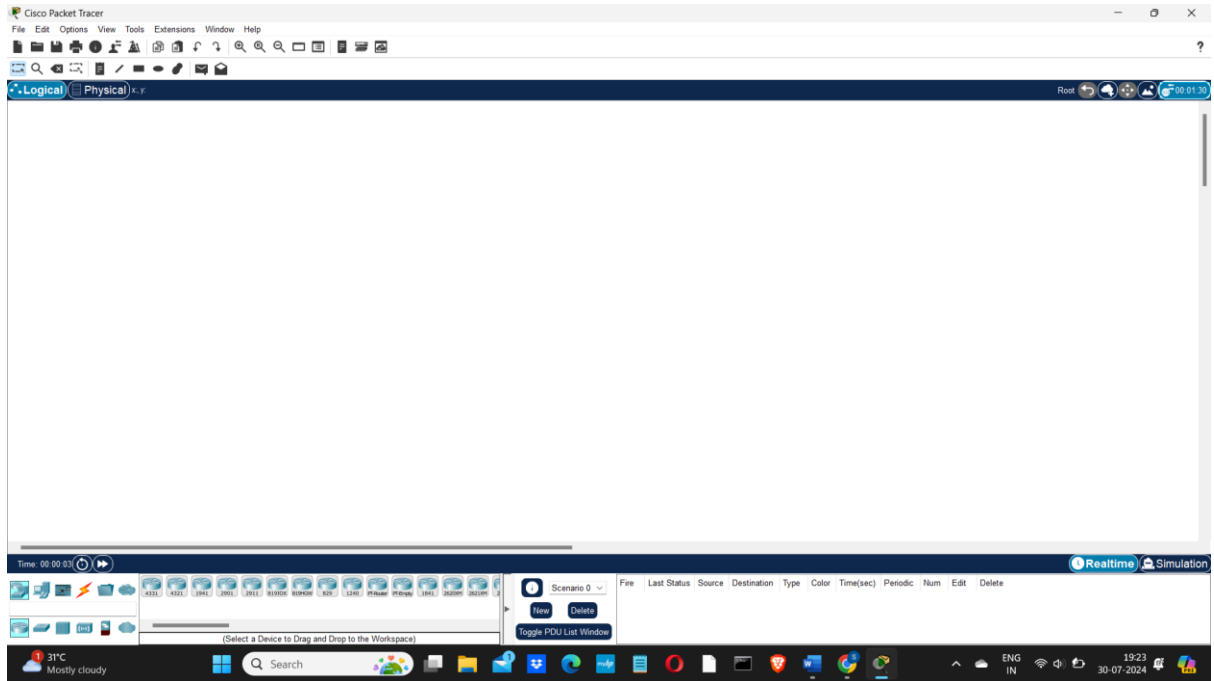 Cisco Packet Tracer
File Edit Options View Tools Extensions Window Help
?
Logical Physical x: y: Root 00:01:30
Time: 00:00:03 Realtime Simulation
4331 4321 1941 2901 2911 819IOX 819HGW 829 1240 PT-Router PT-Empty 1841 2620XM 2621XM
Scenario 0 Fire Last Status Source Destination Type Color Time(sec) Periodic Num Edit Delete
New Delete
Toggle PDU List Window
(Select a Device to Drag and Drop to the Workspace)
1 31°C
Mostly cloudy
Search
ENG
IN
19:23
30-07-2024